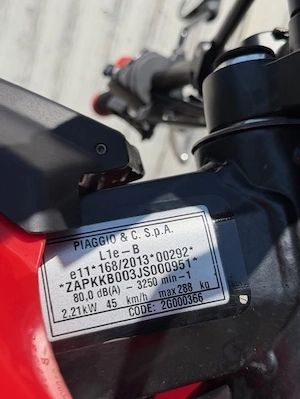 PIAGGIO & C. S.p.A.
L1e-B
e11*168/2013*00292*
*ZAPKKB003JS000951*
80,0 dB(A) - 3250 min-1
2.21kW 45 km/h max 288 kg
CODE: 2G000366